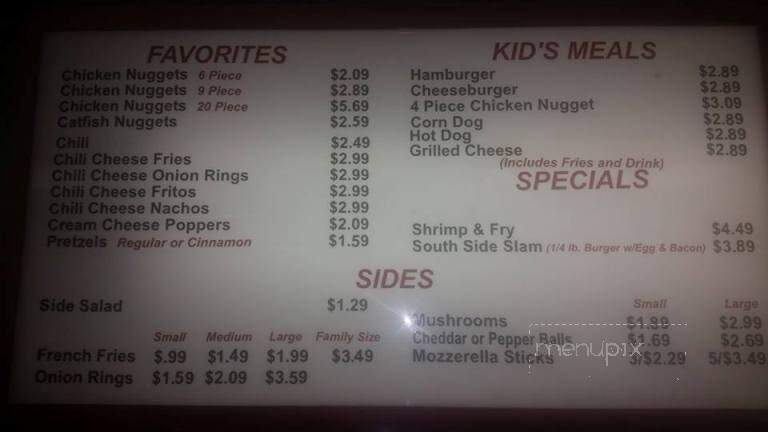 FAVORITES
Chicken Nuggets 6 Piece $2.09
Chicken Nuggets 9 Piece $2.89
Chicken Nuggets 20 Piece $5.69
Catfish Nuggets $2.59
Chili $2.49
Chili Cheese Fries $2.99
Chili Cheese Onion Rings $2.99
Chili Cheese Fritos $2.99
Chili Cheese Nachos $2.99
Cream Cheese Poppers $2.09
Pretzels Regular or Cinnamon $1.59
KID'S MEALS
Hamburger $2.89
Cheeseburger $2.89
4 Piece Chicken Nugget $3.09
Corn Dog $2.89
Hot Dog $2.89
Grilled Cheese $2.89
(Includes Fries and Drink)
SPECIALS
Shrimp & Fry $4.49
South Side Slam (1/4 lb. Burger w/Egg & Bacon) $3.89
SIDES
Side Salad $1.29
Small Medium Large Family Size
French Fries $.99 $1.49 $1.99 $3.49
Onion Rings $1.59 $2.09 $3.59
Small Large
Mushrooms $1.99 $2.99
Cheddar or Pepper Balls $1.69 $2.69
Mozzerella Sticks 3/$2.29 5/$3.49
menupix